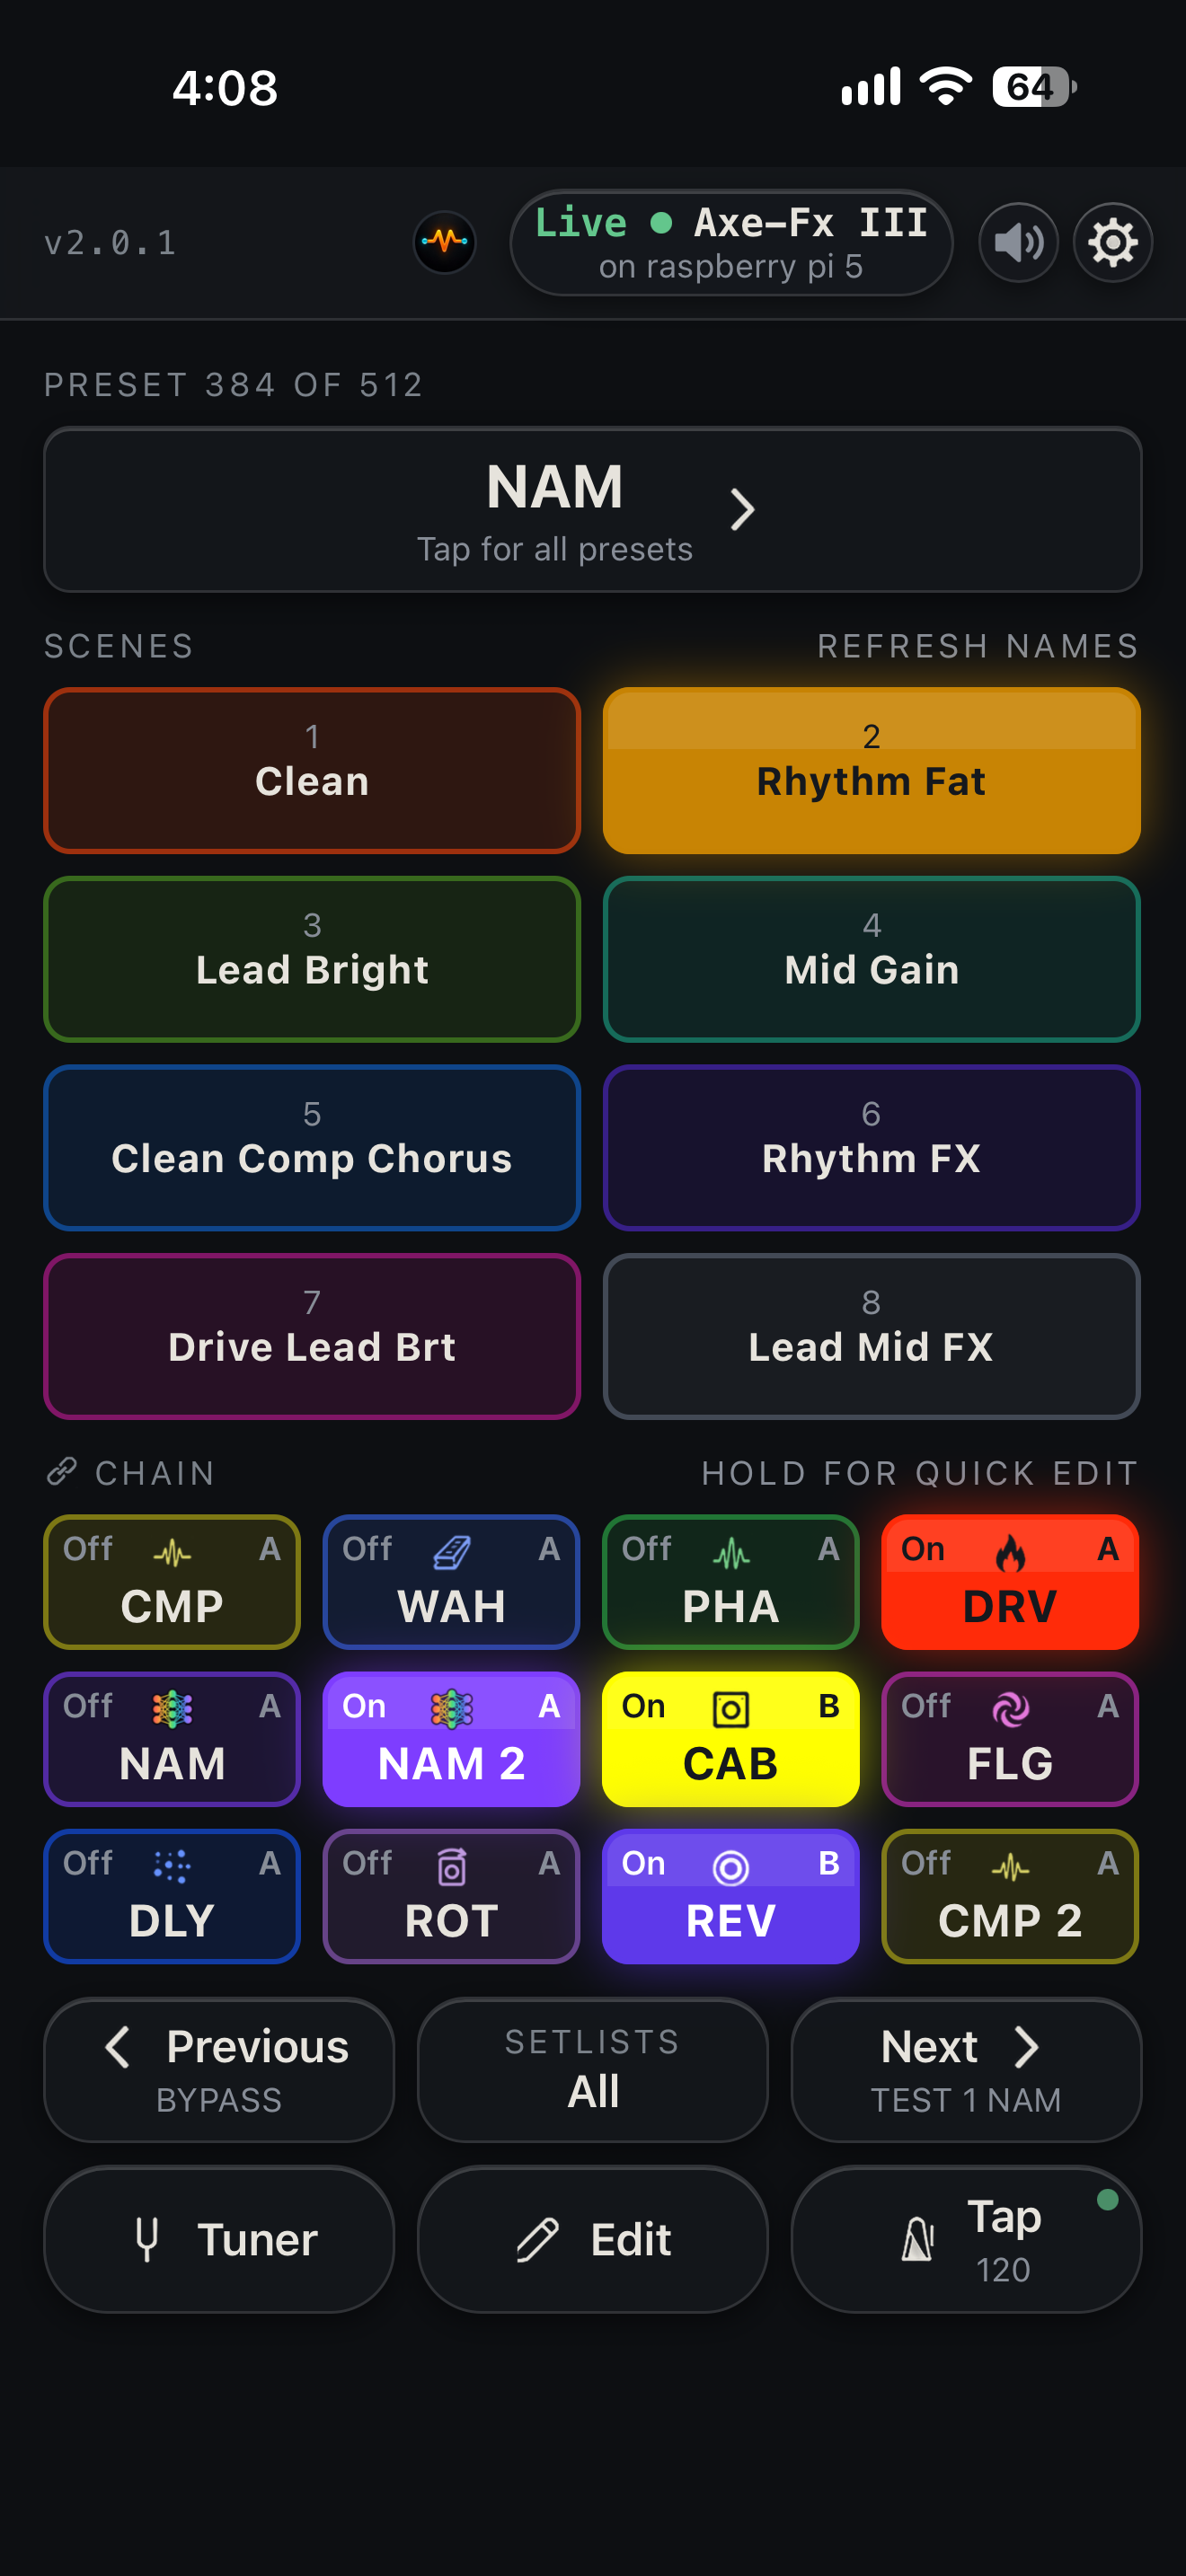 4:08
64
v2.0.1
Live ● Axe-Fx III
on raspberry pi 5
PRESET 384 OF 512
NAM
Tap for all presets
SCENES
REFRESH NAMES
1
Clean
2
Rhythm Fat
3
Lead Bright
4
Mid Gain
5
Clean Comp Chorus
6
Rhythm FX
7
Drive Lead Brt
8
Lead Mid FX
CHAIN
HOLD FOR QUICK EDIT
Off A
CMP
Off A
WAH
Off A
PHA
On A
DRV
Off A
NAM
On A
NAM 2
On B
CAB
Off A
FLG
Off A
DLY
Off A
ROT
On B
REV
Off A
CMP 2
Previous
BYPASS
SETLISTS
All
Next
TEST 1 NAM
Tuner
Edit
Tap
120